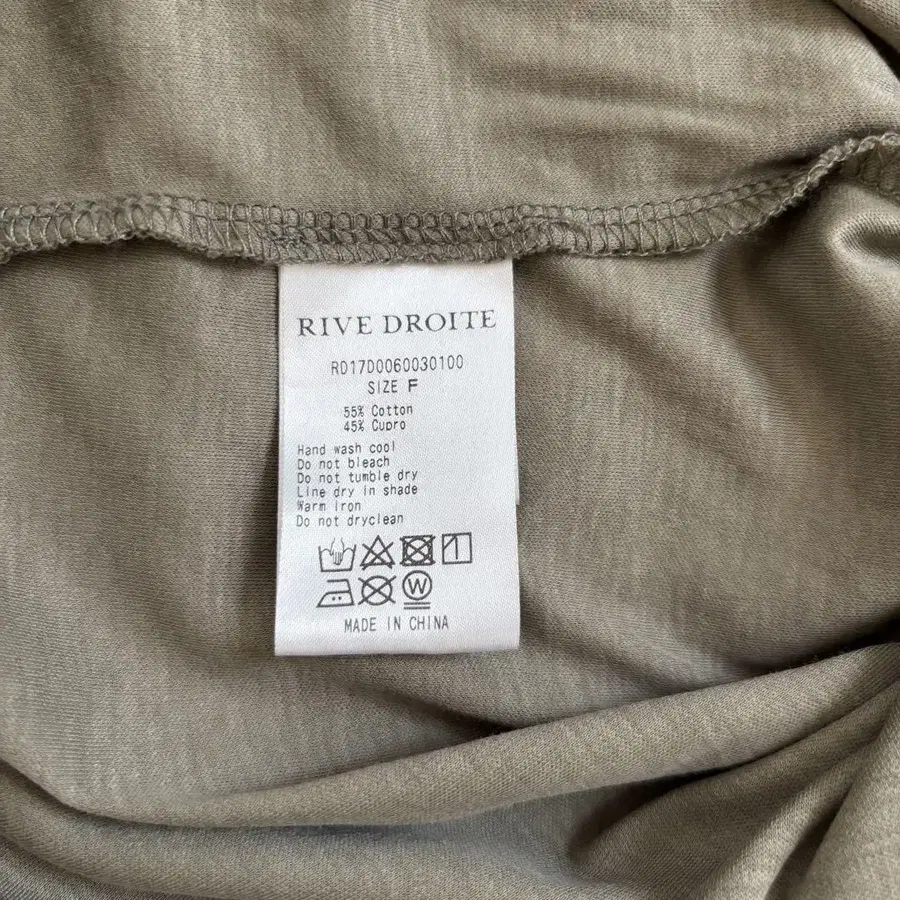 RIVE DROITE
RD17D0060030100
SIZE F
55% Cotton
45% Cupro
Hand wash cool
Do not bleach
Do not tumble dry
Line dry in shade
Warm iron
Do not dryclean
W
MADE IN CHINA